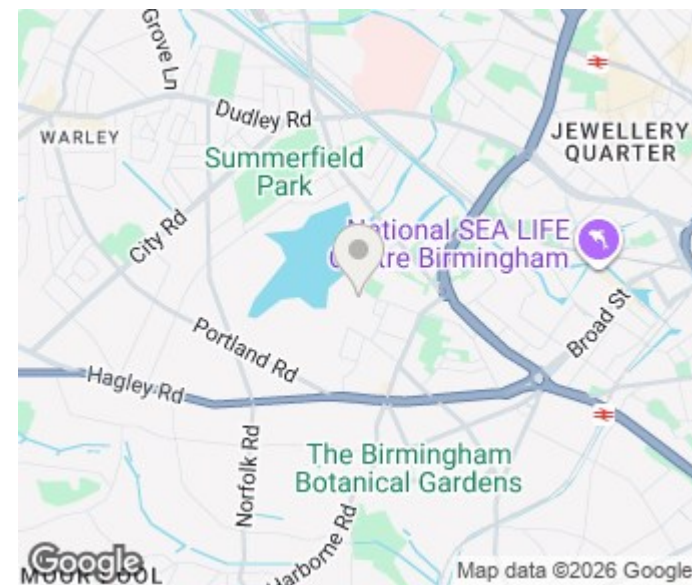 Grove Ln
Dudley Rd
WARLEY
JEWELLERY
QUARTER
Summerfield
Park
City Rd
National SEA LIFE
Centre Birmingham
Broad St
Portland Rd
Hagley Rd
Norfolk Rd
The Birmingham
Botanical Gardens
Harborne Rd
Google
Map data ©2026 Google